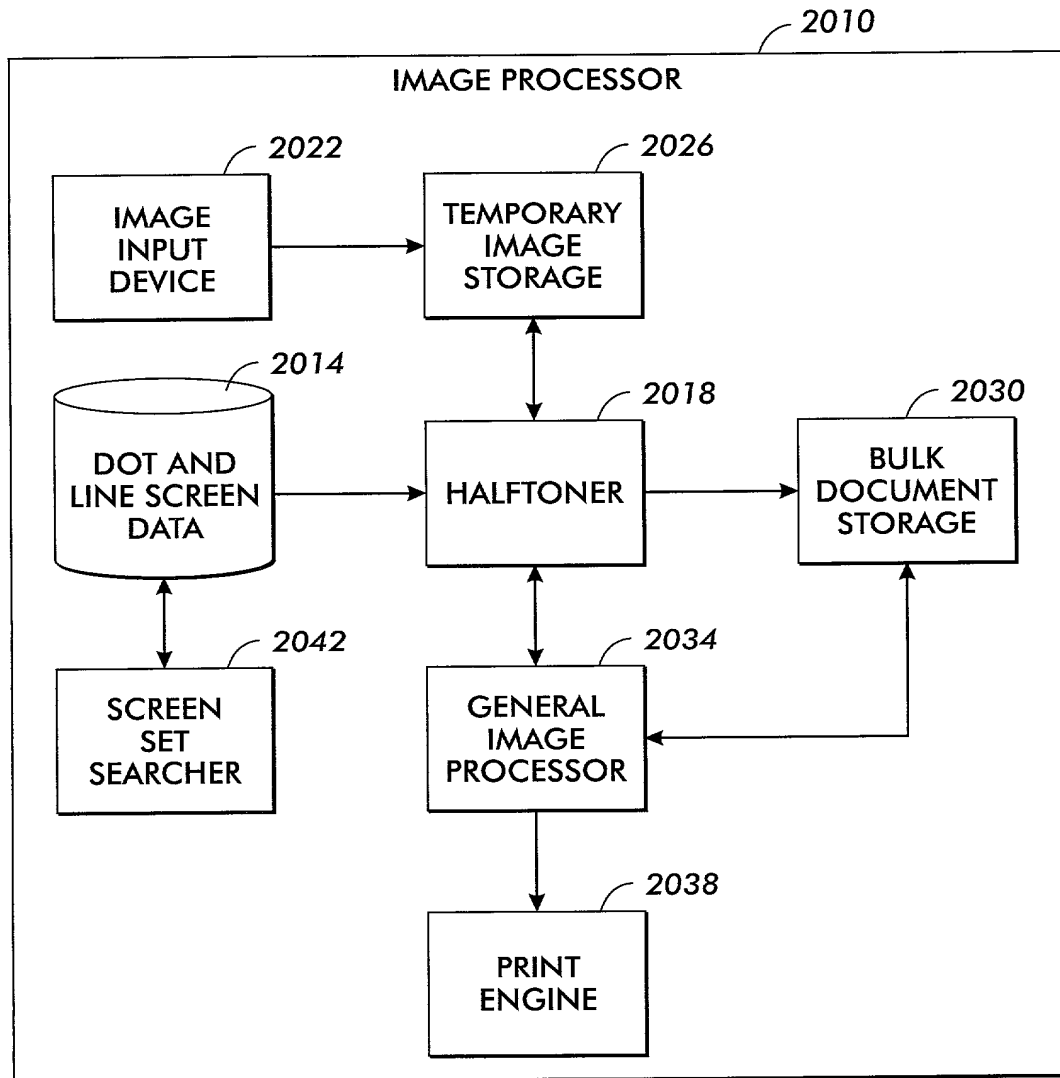 2010
IMAGE PROCESSOR
2022
IMAGE
INPUT
DEVICE
2026
TEMPORARY
IMAGE
STORAGE
2014
DOT AND
LINE SCREEN
DATA
2018
HALFTONER
2030
BULK
DOCUMENT
STORAGE
2042
SCREEN
SET
SEARCHER
2034
GENERAL
IMAGE
PROCESSOR
2038
PRINT
ENGINE